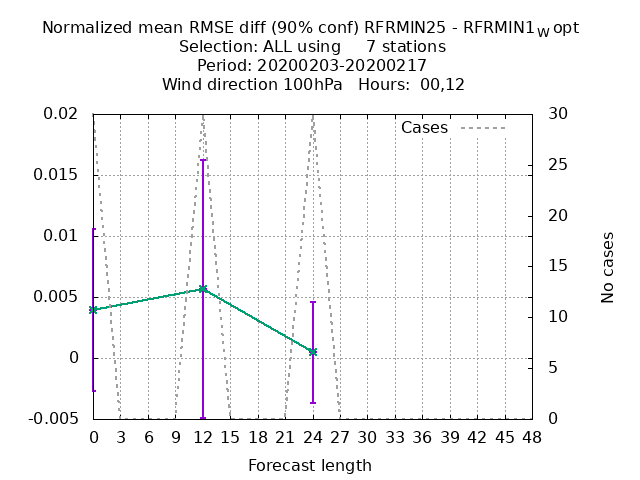 Normalized mean RMSE diff (90% conf) RFRMIN25 - RFRMIN1W opt
Selection: ALL using     7 stations
Period: 20200203-20200217
Wind direction 100hPa   Hours:  00,12
Cases
0.02
0.015
0.01
0.005
0
-0.005
30
25
20
15
10
5
0
No cases
0 3 6 9 12 15 18 21 24 27 30 33 36 39 42 45 48
Forecast length